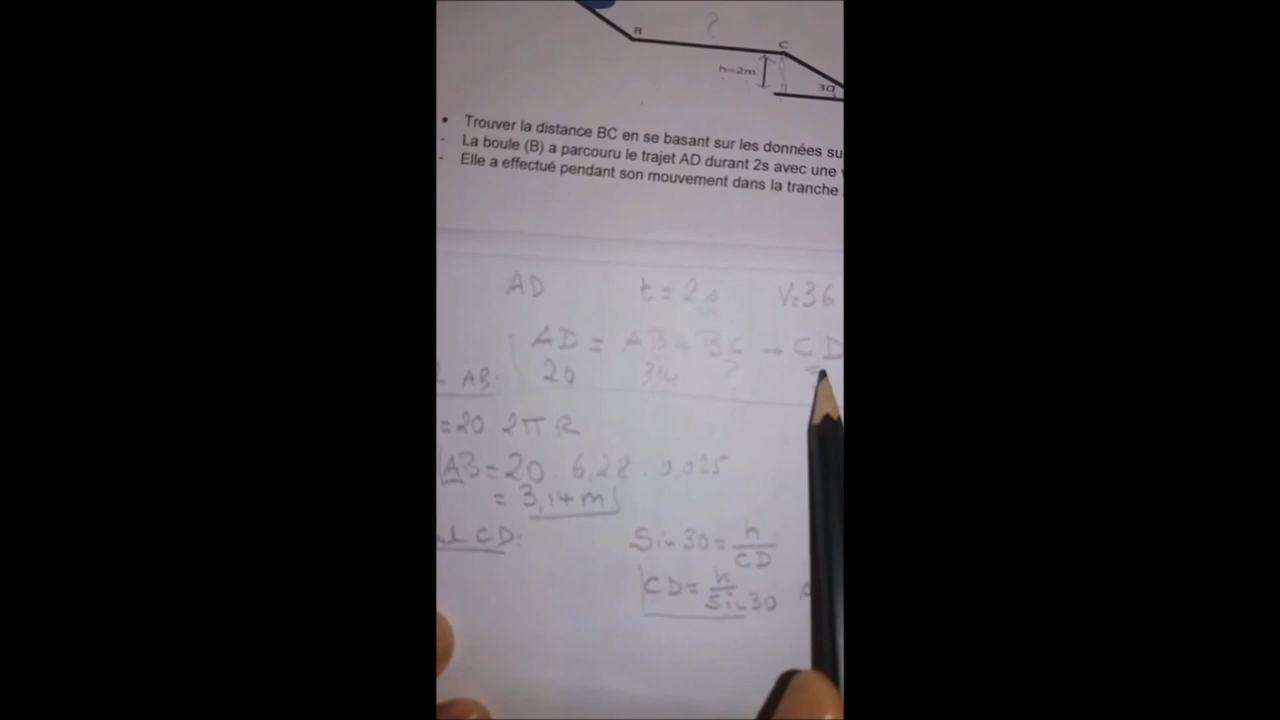 B ?
C
h=2m
30
• Trouver la distance BC en se basant sur les données su
- La boule (B) a parcouru le trajet AD durant 2s avec une v
- Elle a effectué pendant son mouvement dans la tranche
AD t = 2s V=36
AD = AB + BC + CD
20 3,14 ? ?
AB:
= 20 2πR
AB = 20 . 6,28 . 0,025
= 3,14 m
CD:
Sin 30 = h/CD
CD = h/Sin 30